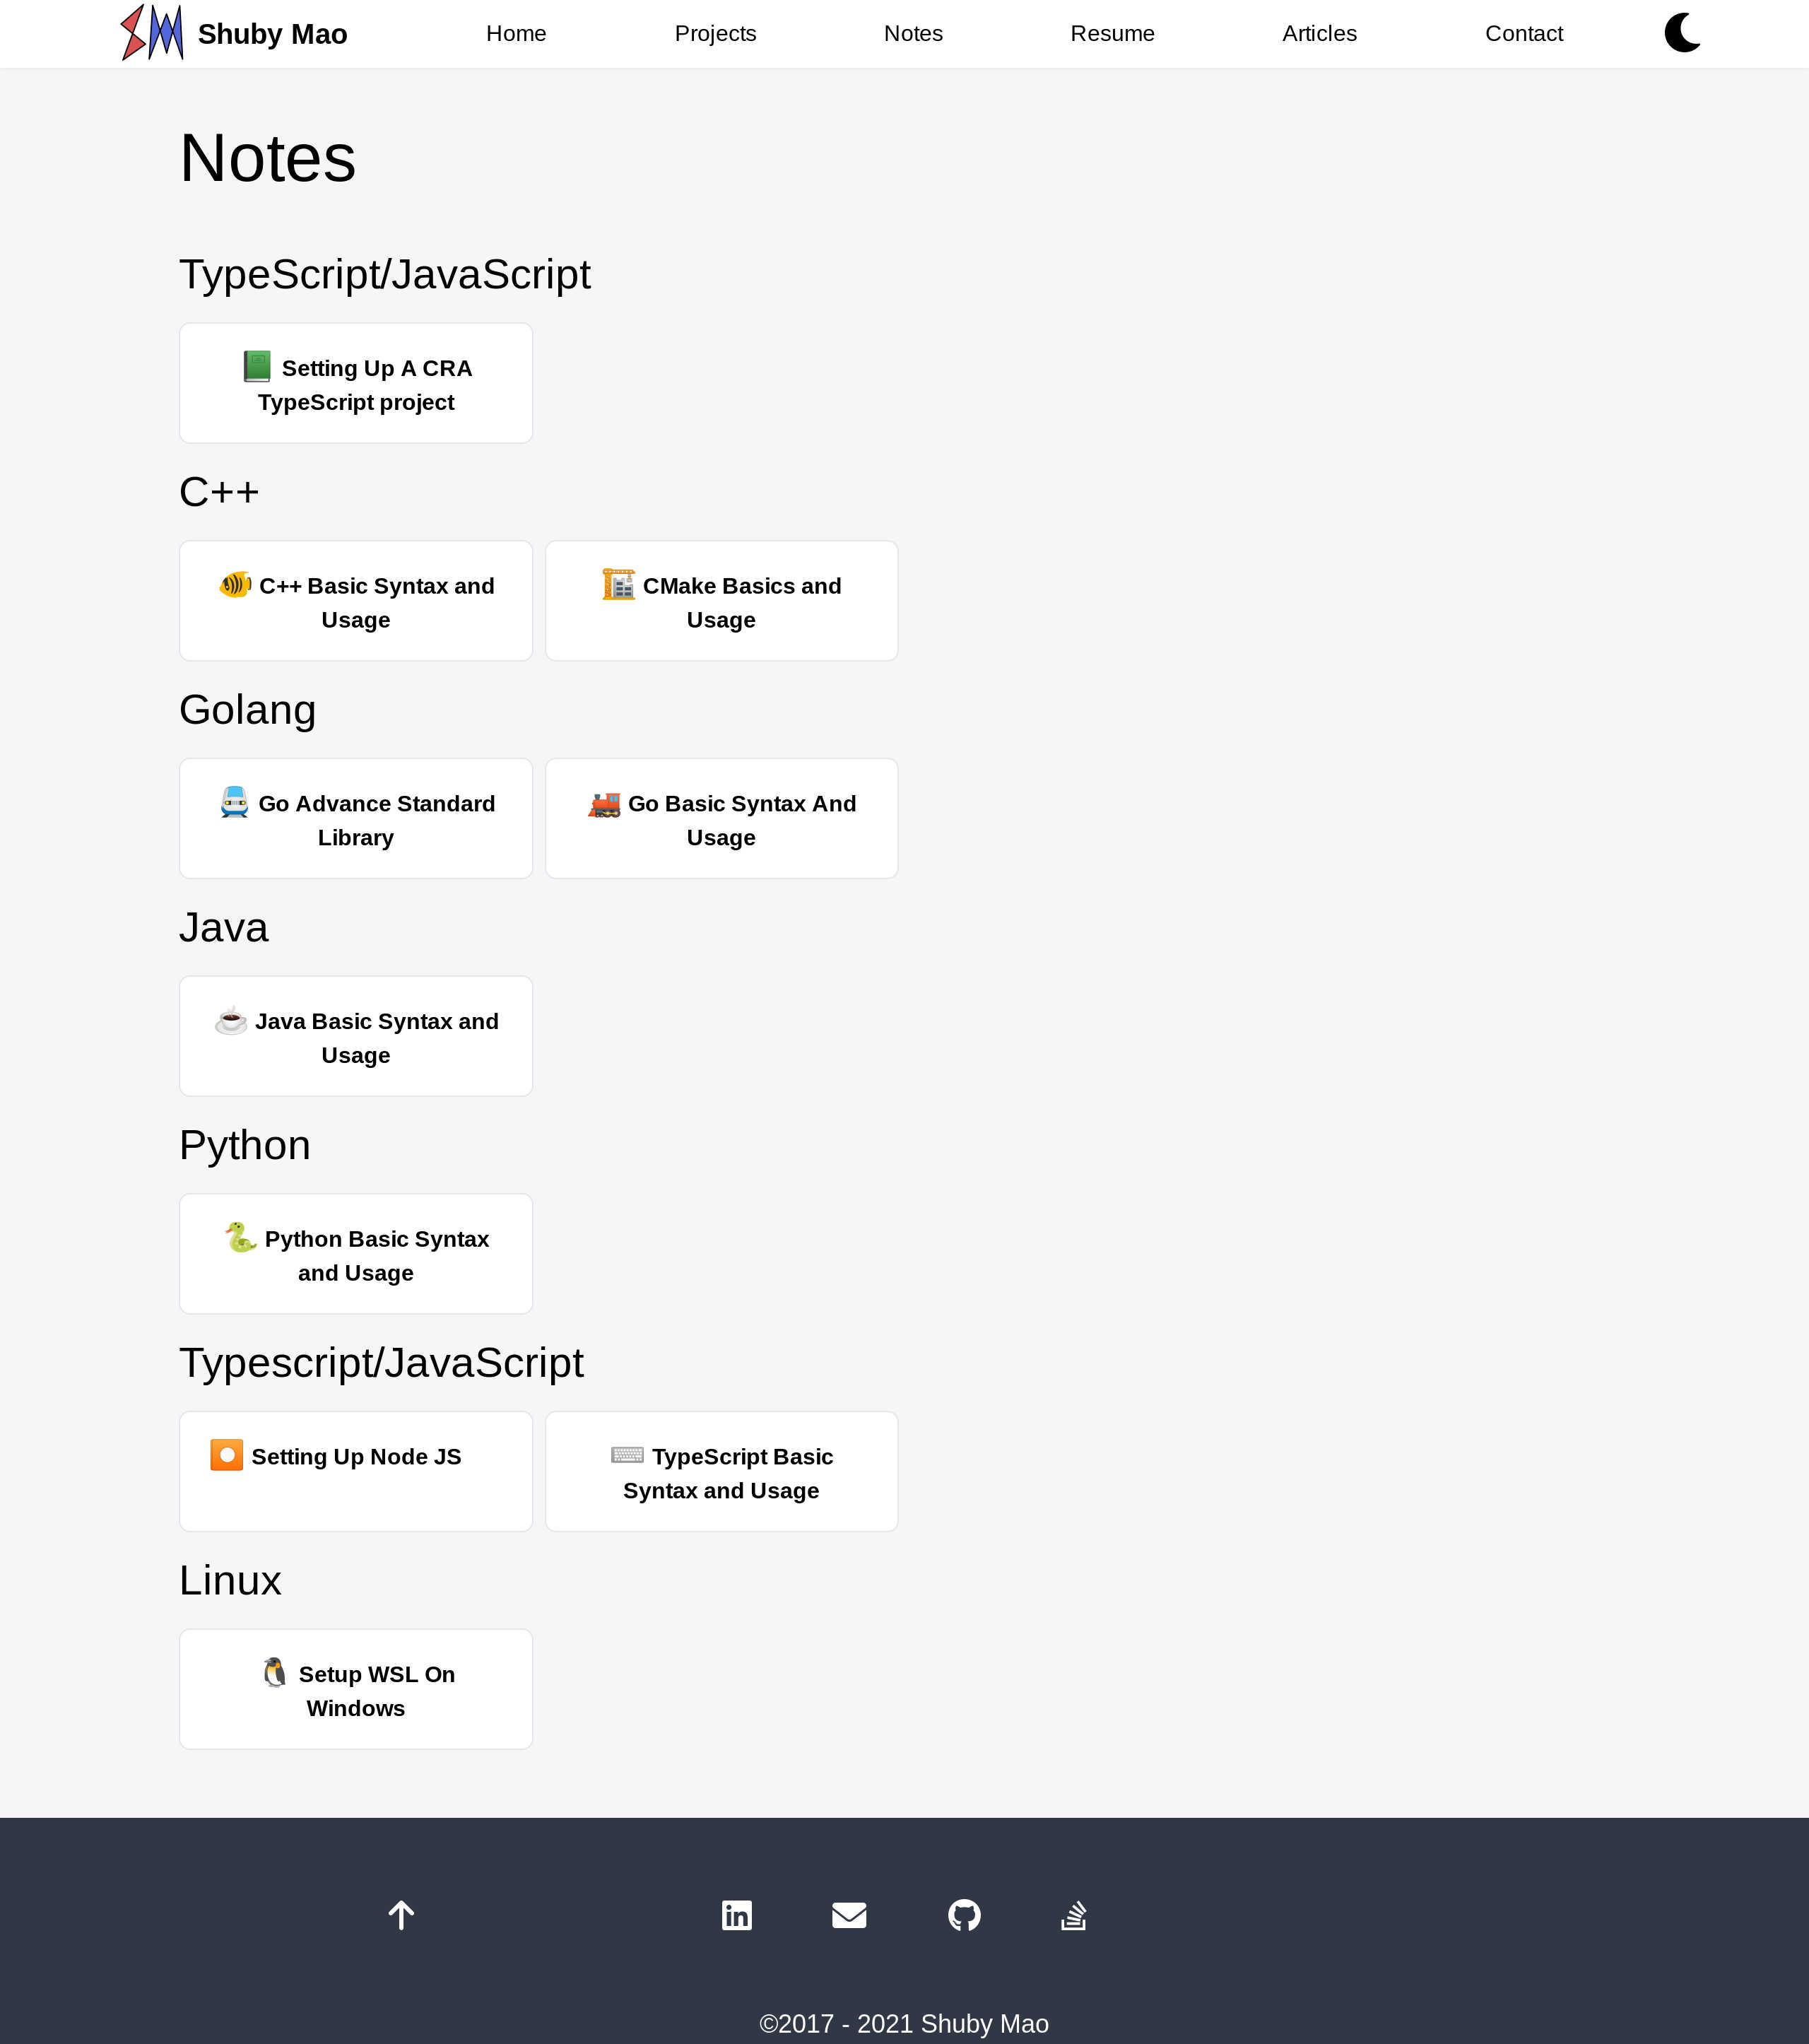 Shuby Mao Home Projects Notes Resume Articles Contact
Notes
TypeScript/JavaScript
Setting Up A CRA
TypeScript project
C++
C++ Basic Syntax and
Usage
CMake Basics and
Usage
Golang
Go Advance Standard
Library
Go Basic Syntax And
Usage
Java
Java Basic Syntax and
Usage
Python
Python Basic Syntax
and Usage
Typescript/JavaScript
Setting Up Node JS
TypeScript Basic
Syntax and Usage
Linux
Setup WSL On
Windows
©2017 - 2021 Shuby Mao